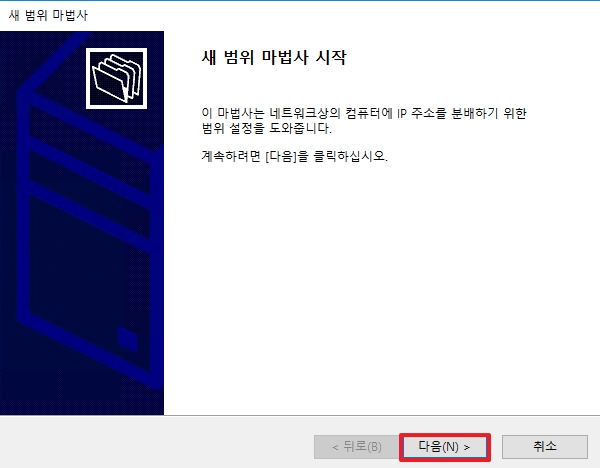 새 범위 마법사
새 범위 마법사 시작
이 마법사는 네트워크상의 컴퓨터에 IP 주소를 분배하기 위한
범위 설정을 도와줍니다.
계속하려면 [다음]을 클릭하십시오.
< 뒤로(B)
다음(N) >
취소